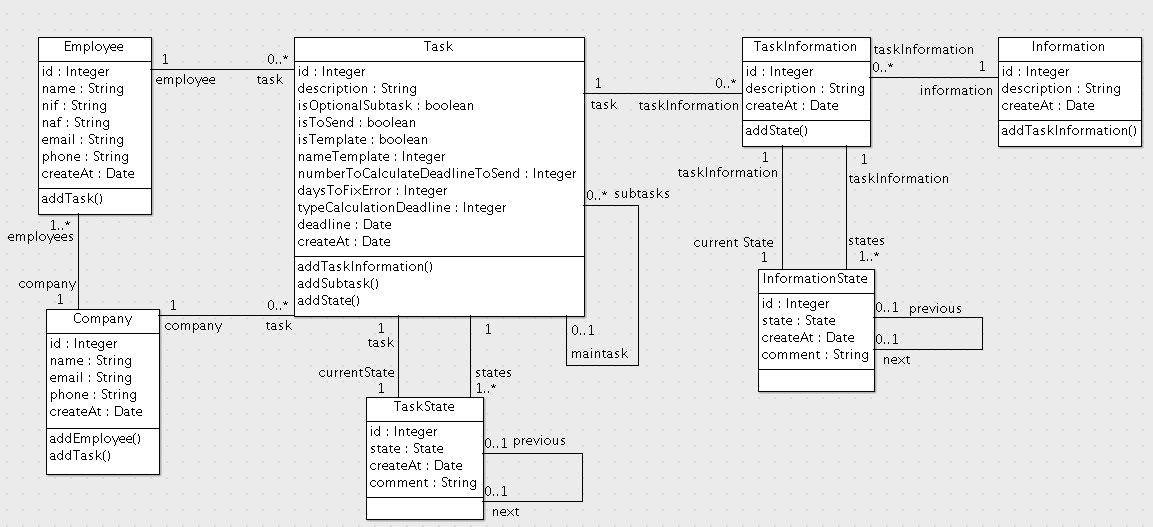 Employee
id : Integer
name : String
nif : String
naf : String
email : String
phone : String
createAt : Date
addTask()
1
employee
0..*
task
Task
id : Integer
description : String
isOptionalSubtask : boolean
isToSend : boolean
isTemplate : boolean
nameTemplate : Integer
numberToCalculateDeadlineToSend : Integer
daysToFixError : Integer
typeCalculationDeadline : Integer
deadline : Date
createAt : Date
addTaskInformation()
addSubtask()
addState()
1
task
0..*
taskInformation
TaskInformation
id : Integer
description : String
createAt : Date
addState()
taskInformation
0..*
1
information
Information
id : Integer
description : String
createAt : Date
addTaskInformation()
0..* subtasks
0..1
maintask
1..*
employees
company
1
Company
id : Integer
name : String
email : String
phone : String
createAt : Date
addEmployee()
addTask()
1
company
0..*
task
1
task
currentState
1
1
states
1..*
TaskState
id : Integer
state : State
createAt : Date
comment : String
0..1 previous
0..1
next
1
taskInformation
current State
1
1
taskInformation
states
1..*
InformationState
id : Integer
state : State
createAt : Date
comment : String
0..1 previous
0..1
next